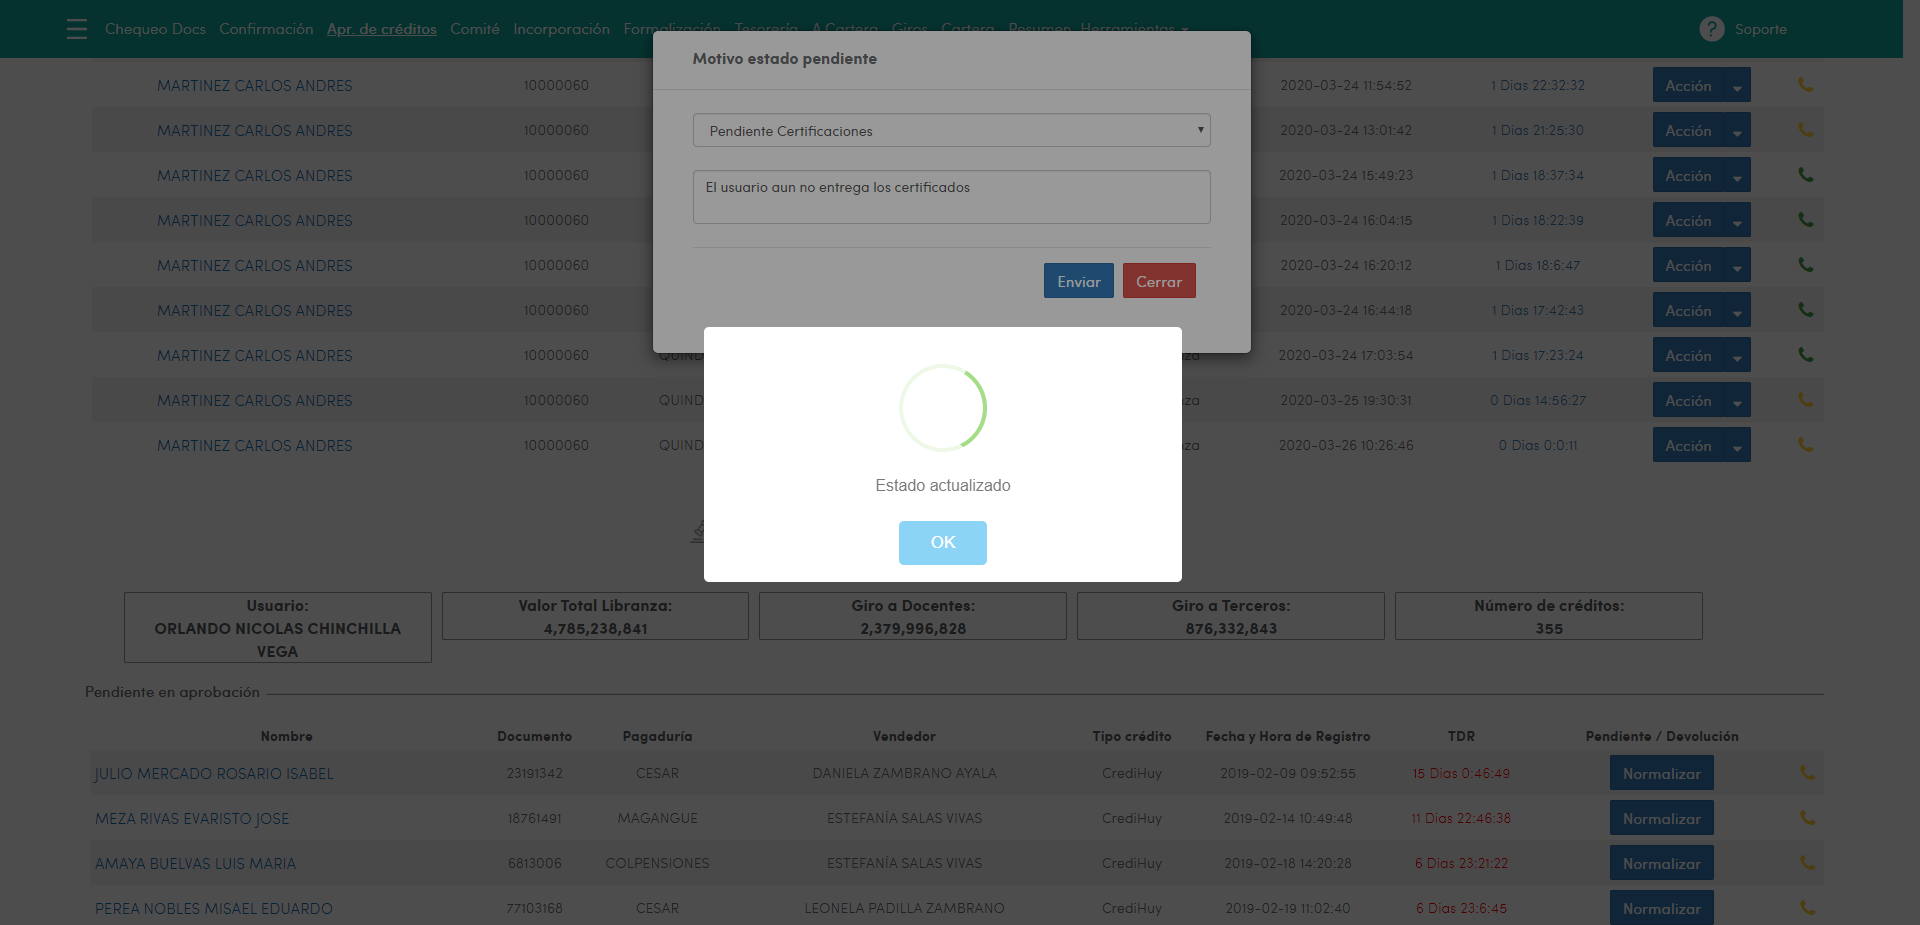 Chequeo Docs Confirmación Apr. de créditos Comité Incorporación Formalización Tesorería A Cartera Giros Cartera Resumen Herramientas ? Soporte
Motivo estado pendiente
Pendiente Certificaciones
El usuario aun no entrega los certificados
Enviar Cerrar
MARTINEZ CARLOS ANDRES 10000060 2020-03-24 11:54:52 1 Dias 22:32:32 Acción
MARTINEZ CARLOS ANDRES 10000060 2020-03-24 13:01:42 1 Dias 21:25:30 Acción
MARTINEZ CARLOS ANDRES 10000060 2020-03-24 15:49:23 1 Dias 18:37:34 Acción
MARTINEZ CARLOS ANDRES 10000060 2020-03-24 16:04:15 1 Dias 18:22:39 Acción
MARTINEZ CARLOS ANDRES 10000060 2020-03-24 16:20:12 1 Dias 18:6:47 Acción
MARTINEZ CARLOS ANDRES 10000060 2020-03-24 16:44:18 1 Dias 17:42:43 Acción
MARTINEZ CARLOS ANDRES 10000060 QUIND 2020-03-24 17:03:54 1 Dias 17:23:24 Acción
MARTINEZ CARLOS ANDRES 10000060 QUIND nza 2020-03-25 19:30:31 0 Dias 14:56:27 Acción
MARTINEZ CARLOS ANDRES 10000060 QUIND nza 2020-03-26 10:26:46 0 Dias 0:0:11 Acción
Estado actualizado
OK
Usuario: Valor Total Libranza: Giro a Docentes: Giro a Terceros: Número de créditos:
ORLANDO NICOLAS CHINCHILLA 4,785,238,841 2,379,996,828 876,332,843 355
VEGA
Pendiente en aprobación
Nombre Documento Pagaduría Vendedor Tipo crédito Fecha y Hora de Registro TDR Pendiente / Devolución
JULIO MERCADO ROSARIO ISABEL 23191342 CESAR DANIELA ZAMBRANO AYALA CrediHuy 2019-02-09 09:52:55 15 Dias 0:46:49 Normalizar
MEZA RIVAS EVARISTO JOSE 18761491 MAGANGUE ESTEFANÍA SALAS VIVAS CrediHuy 2019-02-14 10:49:48 11 Dias 22:46:38 Normalizar
AMAYA BUELVAS LUIS MARIA 6813006 COLPENSIONES ESTEFANÍA SALAS VIVAS CrediHuy 2019-02-18 14:20:28 6 Dias 23:21:22 Normalizar
PEREA NOBLES MISAEL EDUARDO 77103168 CESAR LEONELA PADILLA ZAMBRANO CrediHuy 2019-02-19 11:02:40 6 Dias 23:6:45 Normalizar